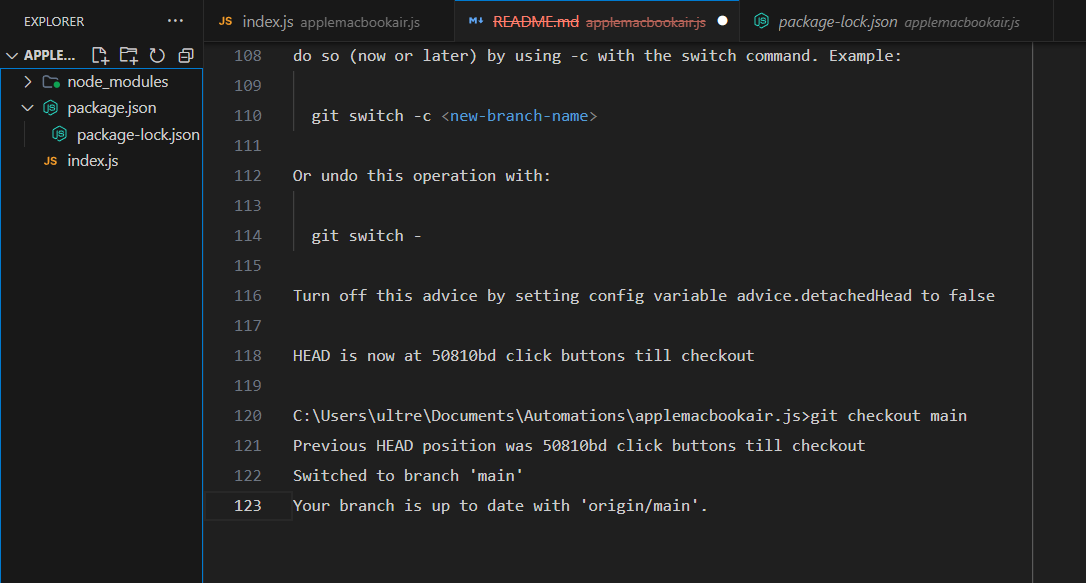 EXPLORER ...
APPLE...
node_modules
package.json
package-lock.json
JS index.js
JS index.js applemacbookair.js
README.md applemacbookair.js
package-lock.json applemacbookair.js
108 do so (now or later) by using -c with the switch command. Example:
109
110 git switch -c <new-branch-name>
111
112 Or undo this operation with:
113
114 git switch -
115
116 Turn off this advice by setting config variable advice.detachedHead to false
117
118 HEAD is now at 50810bd click buttons till checkout
119
120 C:\Users\ultre\Documents\Automations\applemacbookair.js>git checkout main
121 Previous HEAD position was 50810bd click buttons till checkout
122 Switched to branch 'main'
123 Your branch is up to date with 'origin/main'.